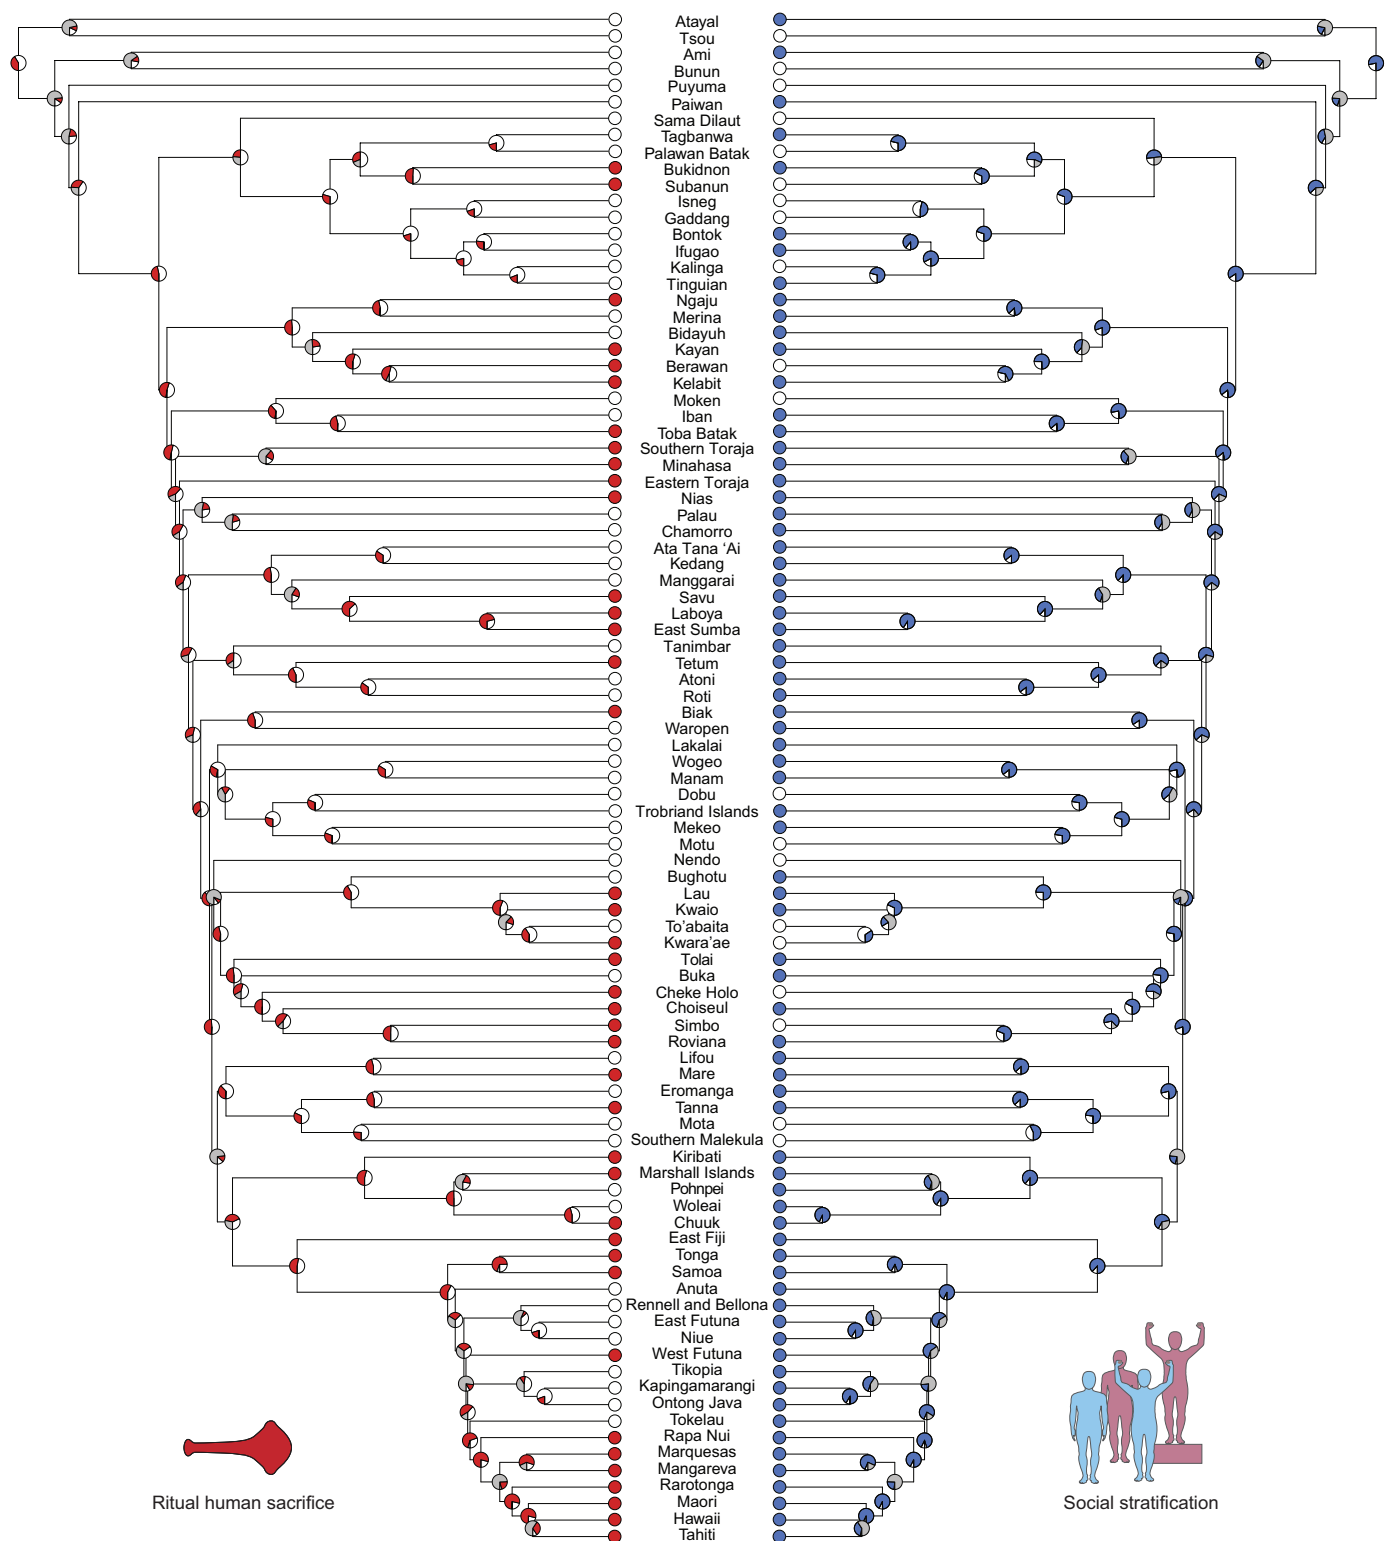 Atayal
Tsou
Ami
Bunun
Puyuma
Paiwan
Sama Dilaut
Tagbanwa
Palawan Batak
Bukidnon
Subanun
Isneg
Gaddang
Bontok
Ifugao
Kalinga
Tinguian
Ngaju
Merina
Bidayuh
Kayan
Berawan
Kelabit
Moken
Iban
Toba Batak
Southern Toraja
Minahasa
Eastern Toraja
Nias
Palau
Chamorro
Ata Tana ‘Ai
Kedang
Manggarai
Savu
Laboya
East Sumba
Tanimbar
Tetum
Atoni
Roti
Biak
Waropen
Lakalai
Wogeo
Manam
Dobu
Trobriand Islands
Mekeo
Motu
Nendo
Bughotu
Lau
Kwaio
To’abaita
Kwara’ae
Tolai
Buka
Cheke Holo
Choiseul
Simbo
Roviana
Lifou
Mare
Eromanga
Tanna
Mota
Southern Malekula
Kiribati
Marshall Islands
Pohnpei
Woleai
Chuuk
East Fiji
Tonga
Samoa
Anuta
Rennell and Bellona
East Futuna
Niue
West Futuna
Tikopia
Kapingamarangi
Ontong Java
Tokelau
Rapa Nui
Marquesas
Mangareva
Rarotonga
Maori
Hawaii
Tahiti
Ritual human sacrifice
Social stratification